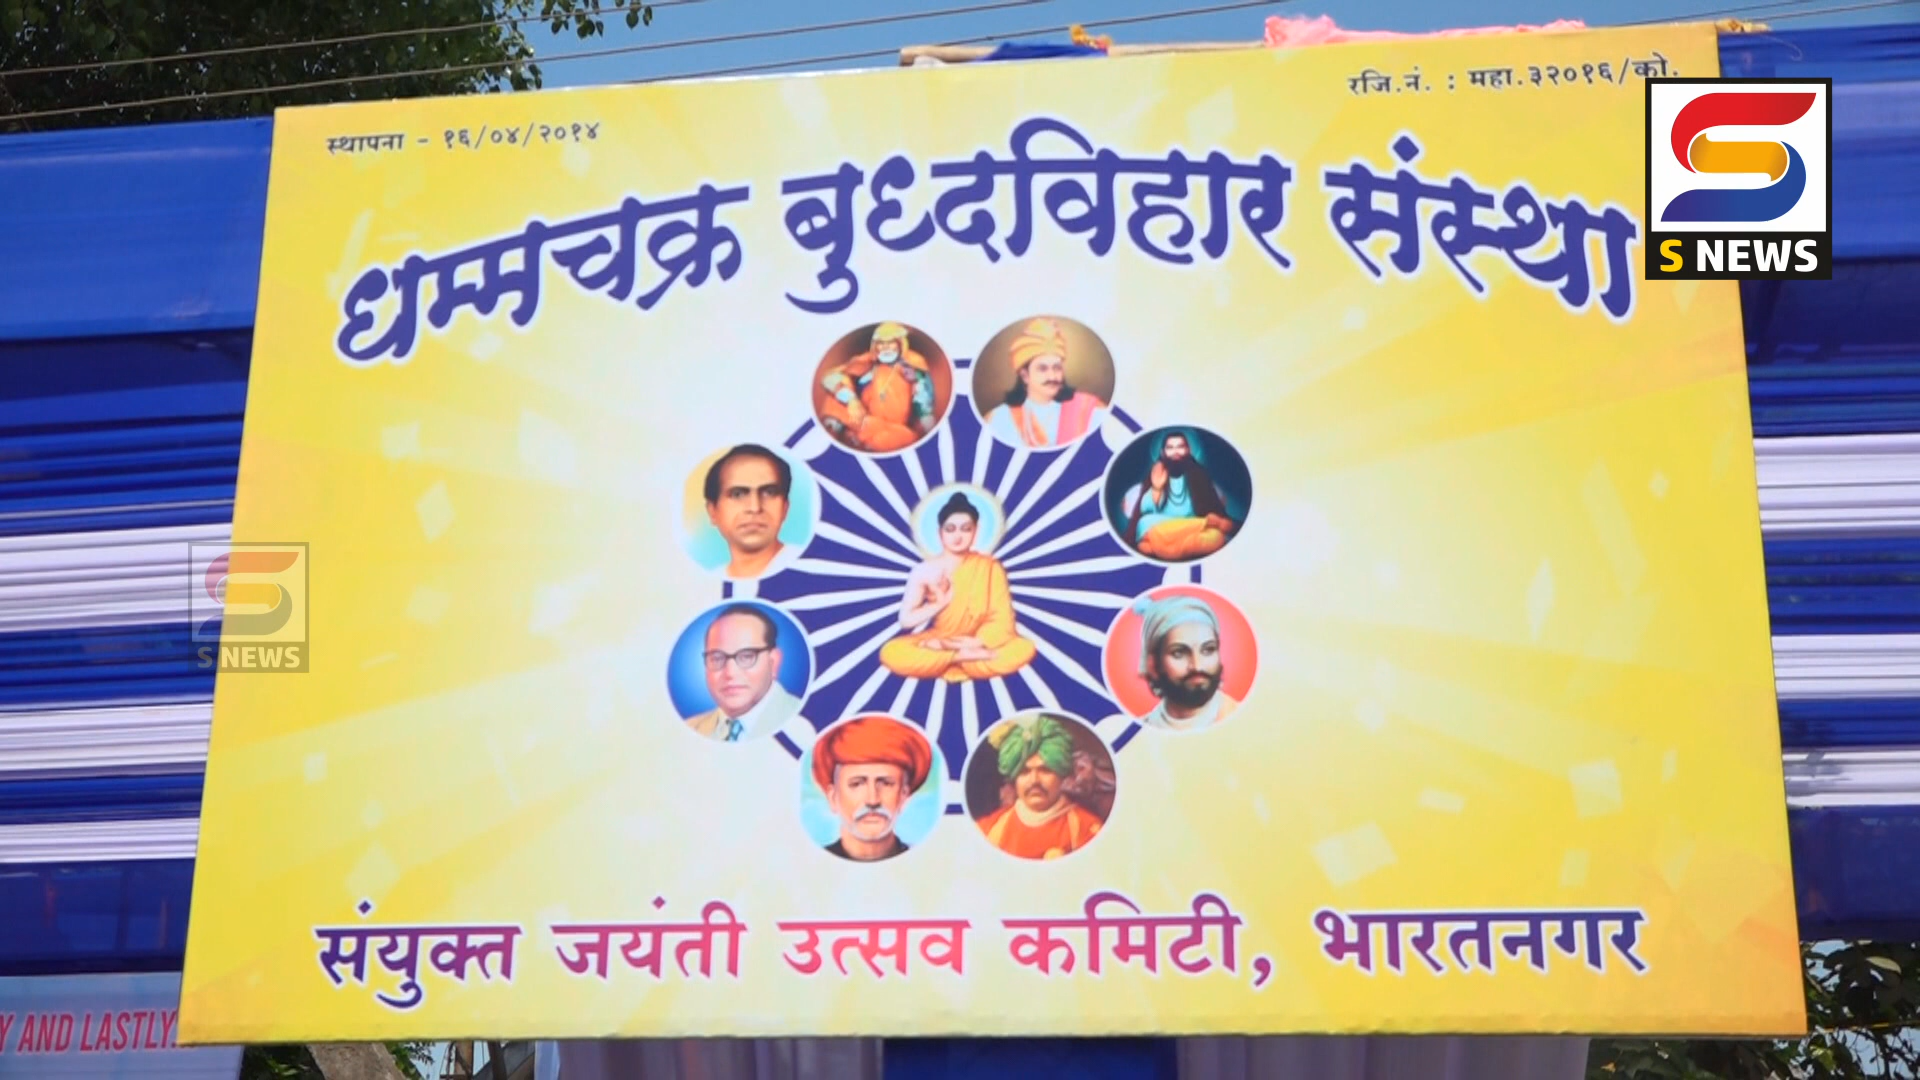 स्थापना - १६/०४/२०१४
रजि.नं. : महा.३२०१६/को.
धम्मचक्र बुध्दविहार संस्था
संयुक्त जयंती उत्सव कमिटी, भारतनगर
S NEWS
S NEWS
Y AND LASTLY...